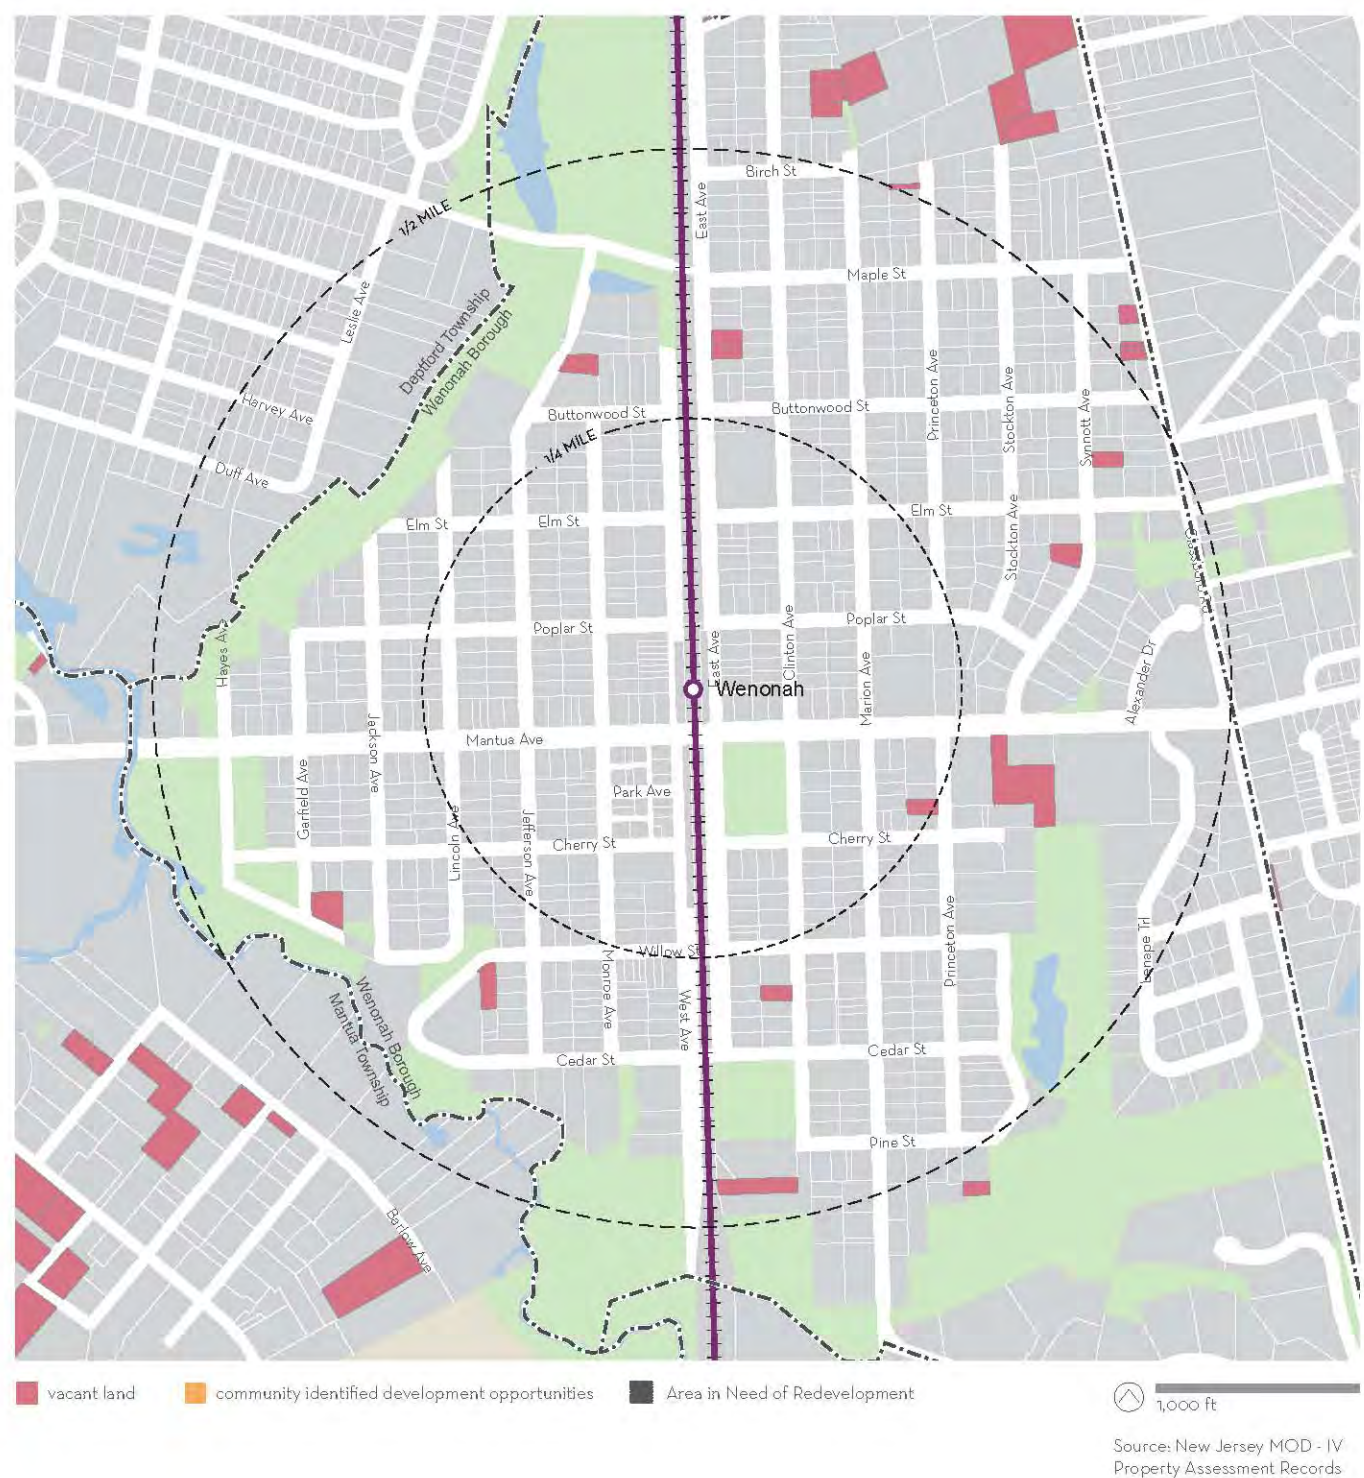 Birch St
East Ave
1/2 MILE
Maple St
Leslie Ave
Deptford Township
Wenonah Borough
Princeton Ave
Stockton Ave
Synnott Ave
Harvey Ave
Buttonwood St
Buttonwood St
1/4 MILE
Duff Ave
Elm St
Elm St
Elm St
Stockton Ave
Poplar St
Poplar St
Hayes Av
East Ave
Clinton Ave
Marion Ave
Alexander Dr
Wenonah
Jackson Ave
Mantua Ave
Garfield Ave
Park Ave
Lincoln Ave
Jefferson Ave
Cherry St
Cherry St
Princeton Ave
Lenape Trl
Willow St
Monroe Ave
West Ave
Wenonah Borough
Mantua Township
Cedar St
Cedar St
Pine St
Barlow Ave
vacant land
community identified development opportunities
Area in Need of Redevelopment
1,000 ft
Source: New Jersey MOD - IV
Property Assessment Records